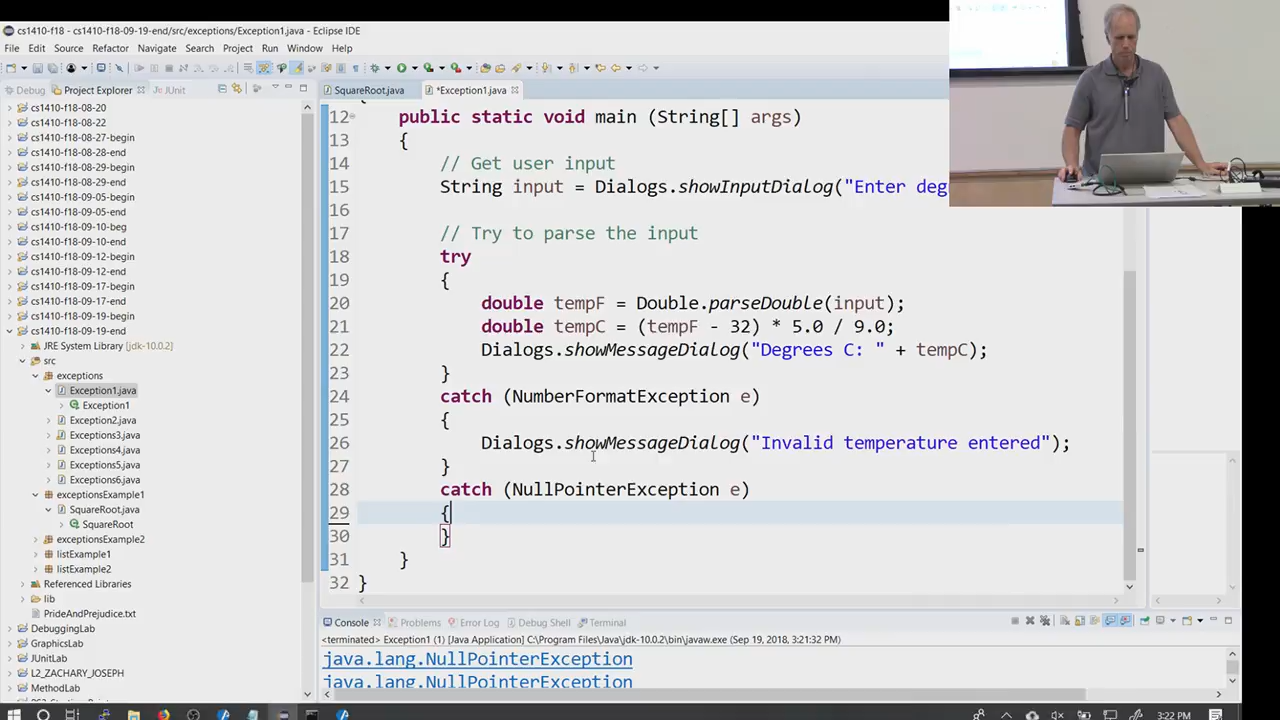 cs1410-f18 - cs1410-f18-09-19-end/src/exceptions/Exception1.java - Eclipse IDE
File Edit Source Refactor Navigate Search Project Run Window Help
Debug Project Explorer JUnit
SquareRoot.java *Exception1.java
cs1410-f18-08-20
cs1410-f18-08-22
cs1410-f18-08-27-begin
cs1410-f18-08-28-end
cs1410-f18-08-29-begin
cs1410-f18-08-29-end
cs1410-f18-09-05-begin
cs1410-f18-09-05-end
cs1410-f18-09-10-beg
cs1410-f18-09-10-end
cs1410-f18-09-12-begin
cs1410-f18-09-12-end
cs1410-f18-09-17-begin
cs1410-f18-09-17-end
cs1410-f18-09-19-begin
cs1410-f18-09-19-end
JRE System Library [jdk-10.0.2]
src
exceptions
Exception1.java
Exception1
Exception2.java
Exceptions3.java
Exceptions4.java
Exceptions5.java
Exceptions6.java
exceptionsExample1
SquareRoot.java
SquareRoot
exceptionsExample2
listExample1
listExample2
Referenced Libraries
lib
PrideAndPrejudice.txt
DebuggingLab
GraphicsLab
JUnitLab
L2_ZACHARY_JOSEPH
MethodLab
12 public static void main (String[] args)
13 {
14 // Get user input
15 String input = Dialogs.showInputDialog("Enter deg
16
17 // Try to parse the input
18 try
19 {
20 double tempF = Double.parseDouble(input);
21 double tempC = (tempF - 32) * 5.0 / 9.0;
22 Dialogs.showMessageDialog("Degrees C: " + tempC);
23 }
24 catch (NumberFormatException e)
25 {
26 Dialogs.showMessageDialog("Invalid temperature entered");
27 }
28 catch (NullPointerException e)
29 {
30 }
31 }
32 }
Console Problems Error Log Debug Shell Terminal
<terminated> Exception1 (1) [Java Application] C:\Program Files\Java\jdk-10.0.2\bin\javaw.exe (Sep 19, 2018, 3:21:32 PM)
java.lang.NullPointerException
java.lang.NullPointerException
3:22 PM